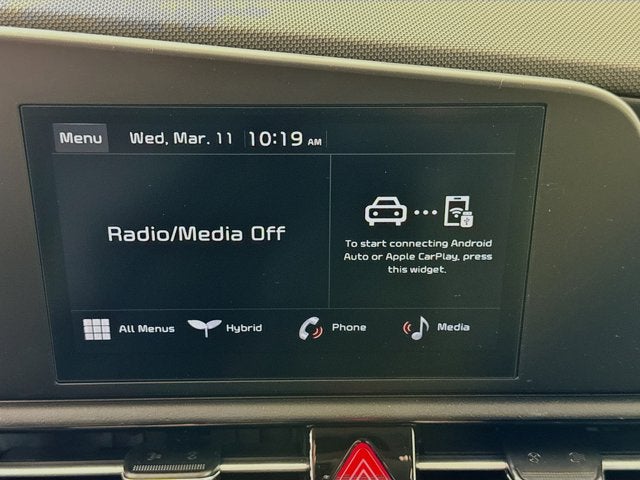 Menu Wed, Mar. 11 10:19 AM
Radio/Media Off
To start connecting Android
Auto or Apple CarPlay, press
this widget.
All Menus Hybrid Phone Media